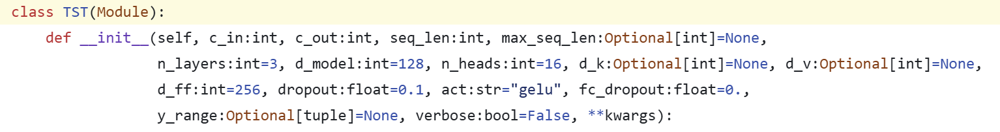 class TST(Module):
    def __init__(self, c_in:int, c_out:int, seq_len:int, max_seq_len:Optional[int]=None,
                 n_layers:int=3, d_model:int=128, n_heads:int=16, d_k:Optional[int]=None, d_v:Optional[int]=None,
                 d_ff:int=256, dropout:float=0.1, act:str="gelu", fc_dropout:float=0.,
                 y_range:Optional[tuple]=None, verbose:bool=False, **kwargs):